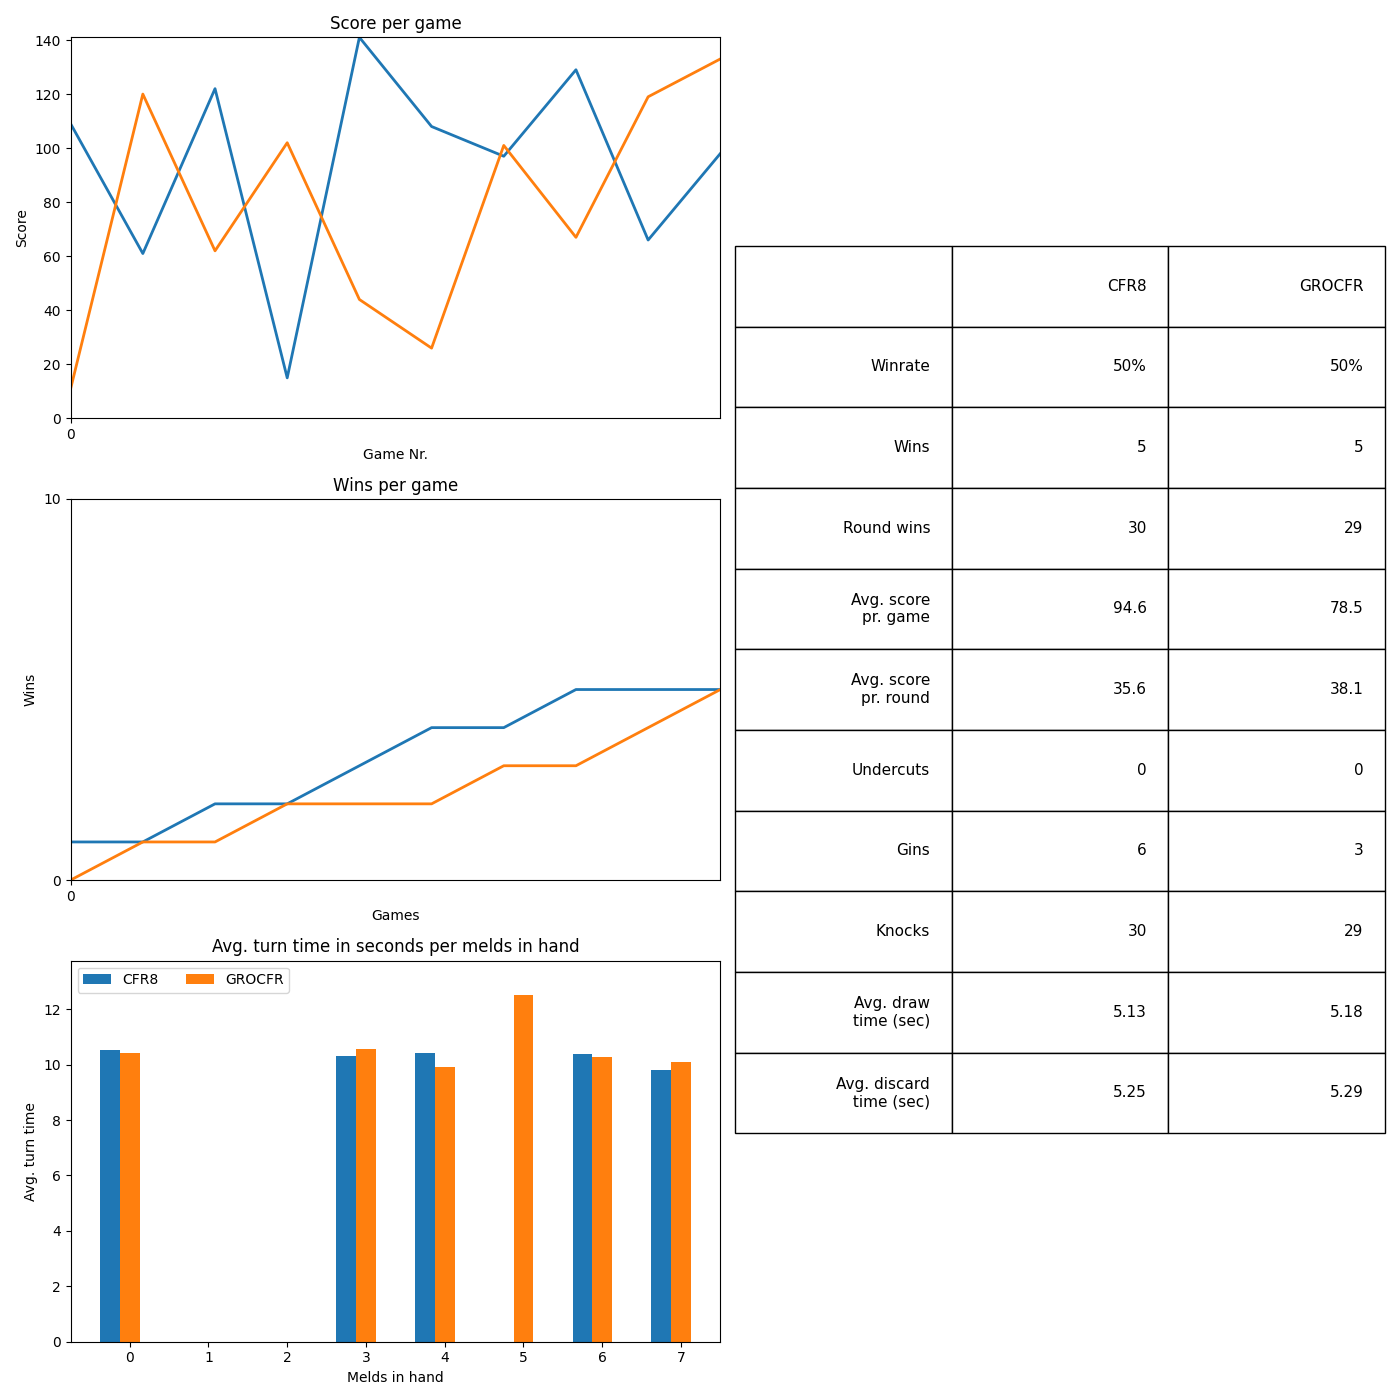 Score per game
140
120
100
80
60
40
20
0
Score
0
Game Nr.
Wins per game
10
0
Wins
0
Games
Avg. turn time in seconds per melds in hand
CFR8 GROCFR
12
10
8
6
4
2
0
Avg. turn time
0 1 2 3 4 5 6 7
Melds in hand
CFR8 GROCFR
Winrate 50% 50%
Wins 5 5
Round wins 30 29
Avg. score
pr. game 94.6 78.5
Avg. score
pr. round 35.6 38.1
Undercuts 0 0
Gins 6 3
Knocks 30 29
Avg. draw
time (sec) 5.13 5.18
Avg. discard
time (sec) 5.25 5.29